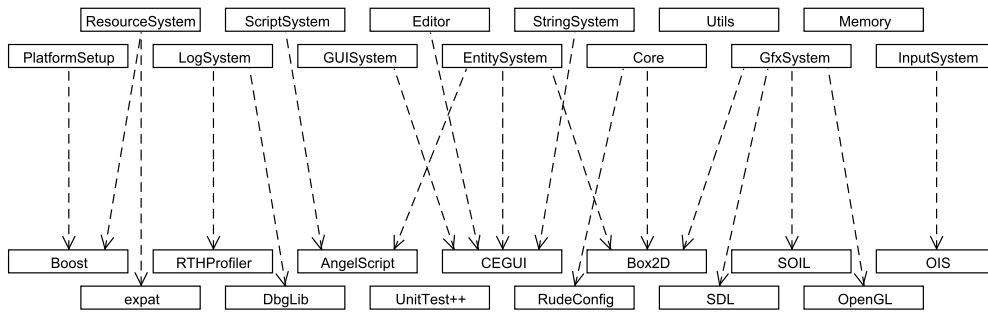 ResourceSystem
ScriptSystem
Editor
StringSystem
Utils
Memory
PlatformSetup
LogSystem
GUISystem
EntitySystem
Core
GfxSystem
InputSystem
Boost
RTHProfiler
AngelScript
CEGUI
Box2D
SOIL
OIS
expat
DbgLib
UnitTest++
RudeConfig
SDL
OpenGL